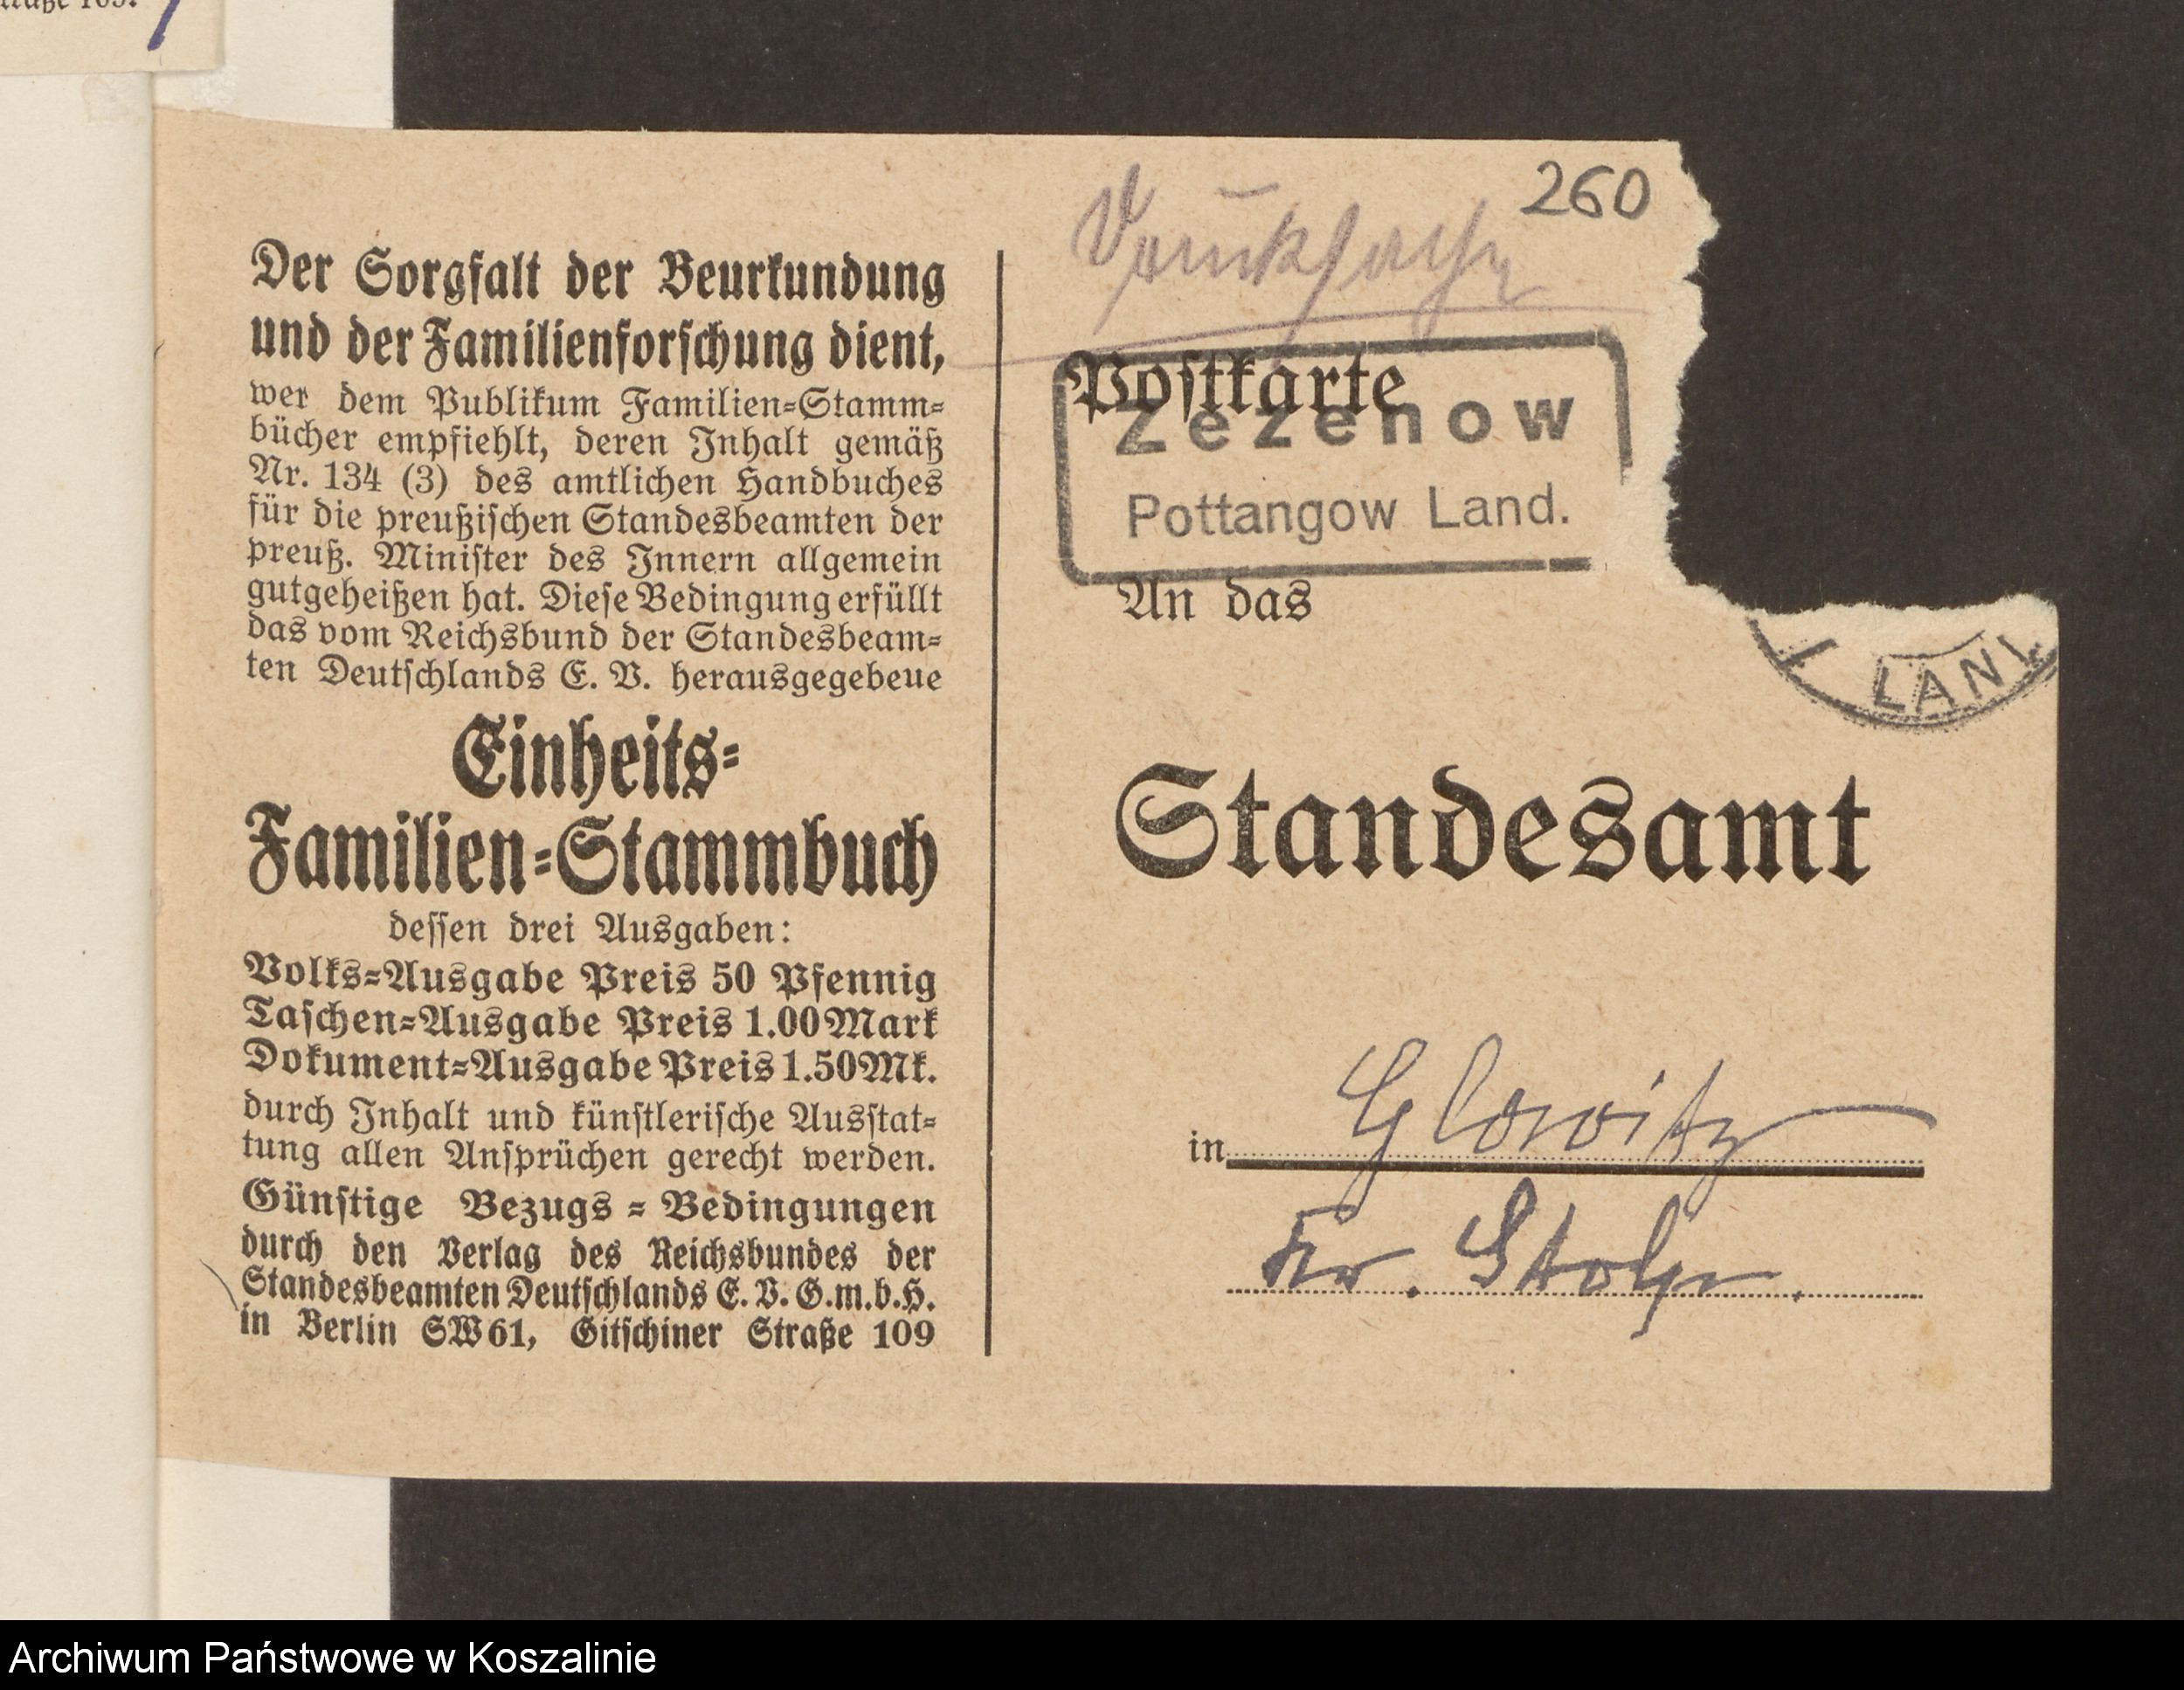 traße 109.
260
Drucksache
Der Sorgfalt der Beurkundung
und der Familienforschung dient,
wer dem Publikum Familien=Stamm=
bücher empfiehlt, deren Inhalt gemäß
Nr. 134 (3) des amtlichen Handbuches
für die preußischen Standesbeamten der
preuß. Minister des Innern allgemein
gutgeheißen hat. Diese Bedingung erfüllt
das vom Reichsbund der Standesbeam=
ten Deutschlands E. V. herausgegebene
Einheits=
Familien=Stammbuch
dessen drei Ausgaben:
Volks=Ausgabe Preis 50 Pfennig
Taschen=Ausgabe Preis 1.00 Mark
Dokument=Ausgabe Preis 1.50 Mk.
durch Inhalt und künstlerische Ausstat=
tung allen Ansprüchen gerecht werden.
Günstige Bezugs = Bedingungen
durch den Verlag des Reichsbundes der
Standesbeamten Deutschlands E. V. G.m.b.H.
in Berlin SW 61, Gitschiner Straße 109
Postkarte
Zezenow
Pottangow Land.
An das
LAN
Standesamt
in Glowitz
Kr. Stolp.
Archiwum Państwowe w Koszalinie